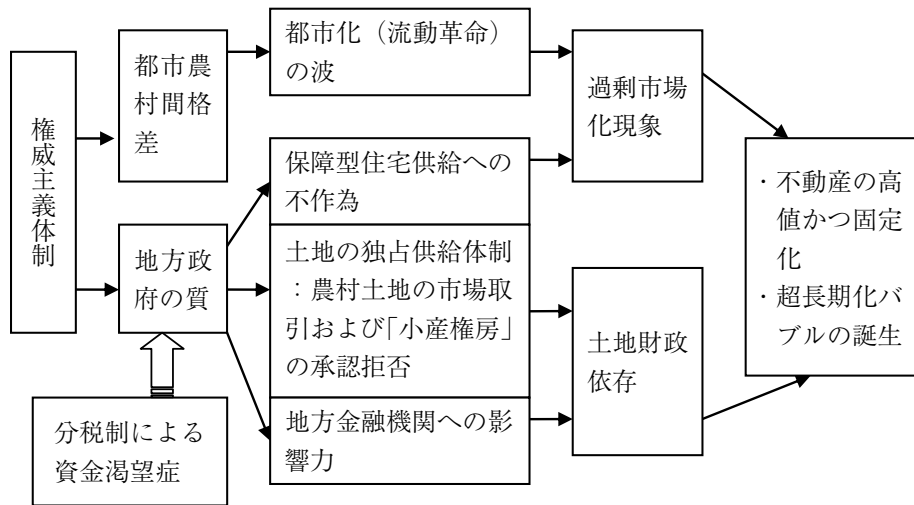 権威主義体制
都市農
村間格
差
都市化（流動革命）
の波
過剰市場
化現象
保障型住宅供給への
不作為
地方政
府の質
土地の独占供給体制
：農村土地の市場取
引および「小産権房」
の承認拒否
土地財政
依存
地方金融機関への影
響力
分税制による
資金渇望症
・不動産の高
値かつ固定
化
・超長期化バ
ブルの誕生